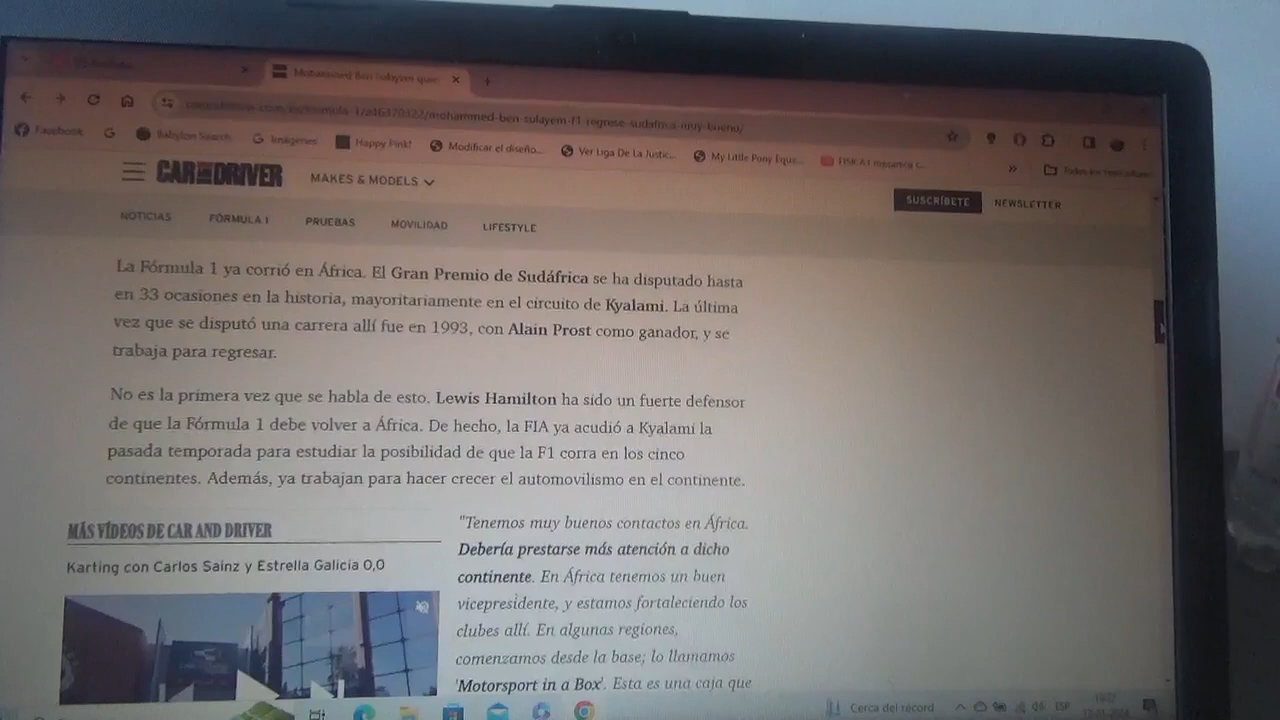 Mohammed Ben Sulayem quier
/mohammed-ben-sulayem-f1-regrese-sudafrica-muy-bueno/
Facebook
G
Babylon Search
Imágenes
Happy Pink!
Modificar el diseño...
Ver Liga De La Justic...
My Little Pony Eque...
»
CAR AND DRIVER
MAKES & MODELS
SUSCRÍBETE
NEWSLETTER
NOTICIAS
FÓRMULA 1
PRUEBAS
MOVILIDAD
LIFESTYLE
La Fórmula 1 ya corrió en África. El Gran Premio de Sudáfrica se ha disputado hasta
en 33 ocasiones en la historia, mayoritariamente en el circuito de Kyalami. La última
vez que se disputó una carrera allí fue en 1993, con Alain Prost como ganador, y se
trabaja para regresar.
No es la primera vez que se habla de esto. Lewis Hamilton ha sido un fuerte defensor
de que la Fórmula 1 debe volver a África. De hecho, la FIA ya acudió a Kyalami la
pasada temporada para estudiar la posibilidad de que la F1 corra en los cinco
continentes. Además, ya trabajan para hacer crecer el automovilismo en el continente.
MÁS VÍDEOS DE CAR AND DRIVER
Karting con Carlos Sainz y Estrella Galicia 0,0
"Tenemos muy buenos contactos en África.
Debería prestarse más atención a dicho
continente. En África tenemos un buen
vicepresidente, y estamos fortaleciendo los
clubes allí. En algunas regiones,
comenzamos desde la base; lo llamamos
'Motorsport in a Box'. Esta es una caja que
Cerca del récord
ESP